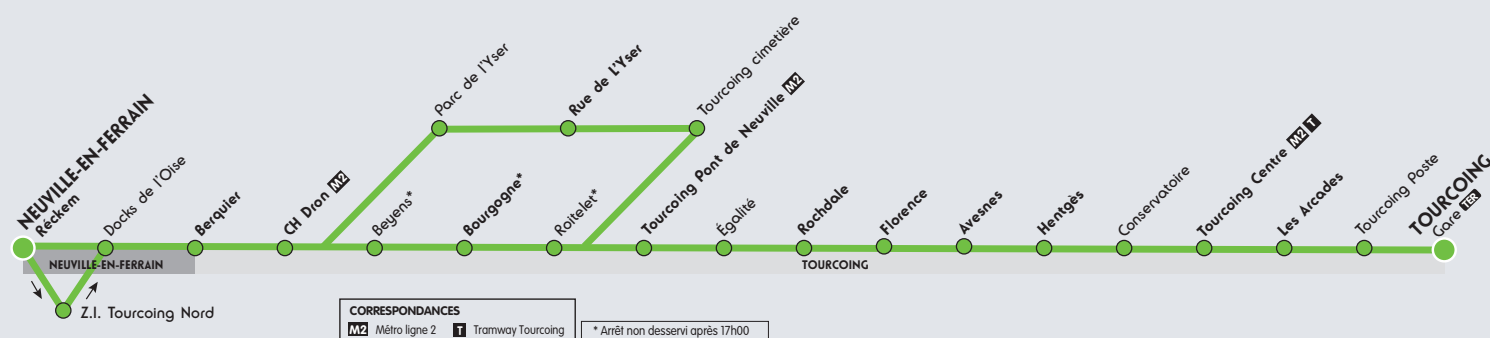 NEUVILLE-EN-FERRAIN
Réckem
Docks de l'Oise
Berquier
CH Dron M2
Parc de l'Yser
Rue de L'Yser
Tourcoing cimetière
Beyens*
Bourgogne*
Roitelet*
Tourcoing Pont de Neuville M2
Égalité
Rochdale
Florence
Avesnes
Hentgès
Conservatoire
Tourcoing Centre M2 T
Les Arcades
Tourcoing Poste
TOURCOING
Gare TER
NEUVILLE-EN-FERRAIN
TOURCOING
Z.I. Tourcoing Nord
CORRESPONDANCES
M2 Métro ligne 2 T Tramway Tourcoing
* Arrêt non desservi après 17h00